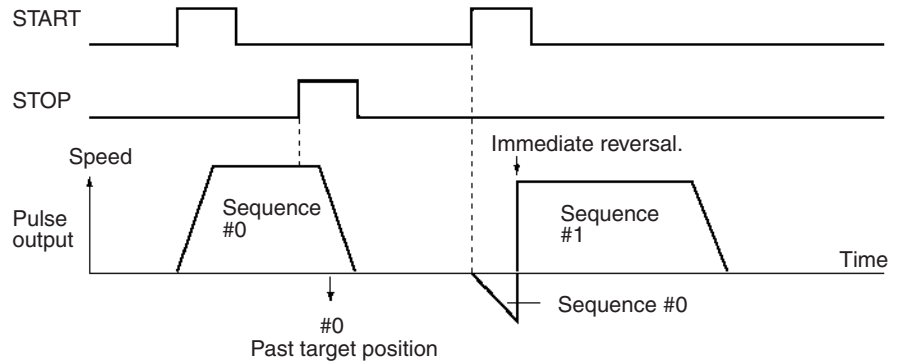 START
STOP
Immediate reversal.
Speed
Pulse
output
Sequence
#0
Sequence
#1
Time
Sequence #0
#0
Past target position